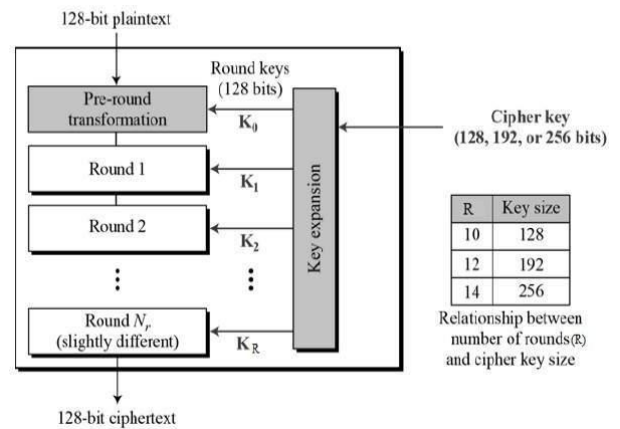 128-bit plaintext
Round keys
(128 bits)
Pre-round
transformation
K₀
Cipher key
(128, 192, or 256 bits)
Round 1
K₁
Round 2
K₂
Key expansion
⋮
⋮
Round Nᵣ
(slightly different)
K_R
R Key size
10 128
12 192
14 256
Relationship between
number of rounds(R)
and cipher key size
128-bit ciphertext